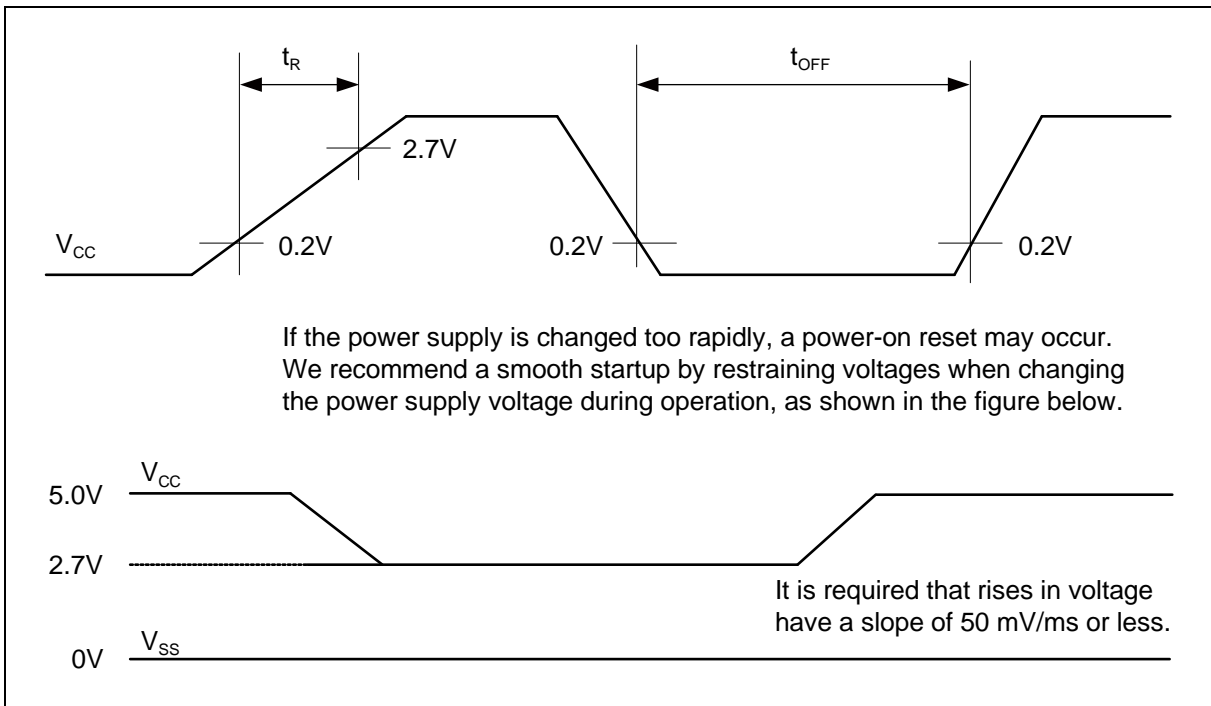 tR
tOFF
2.7V
VCC
0.2V
0.2V
0.2V
If the power supply is changed too rapidly, a power-on reset may occur.
We recommend a smooth startup by restraining voltages when changing
the power supply voltage during operation, as shown in the figure below.
VCC
5.0V
2.7V
It is required that rises in voltage
have a slope of 50 mV/ms or less.
VSS
0V